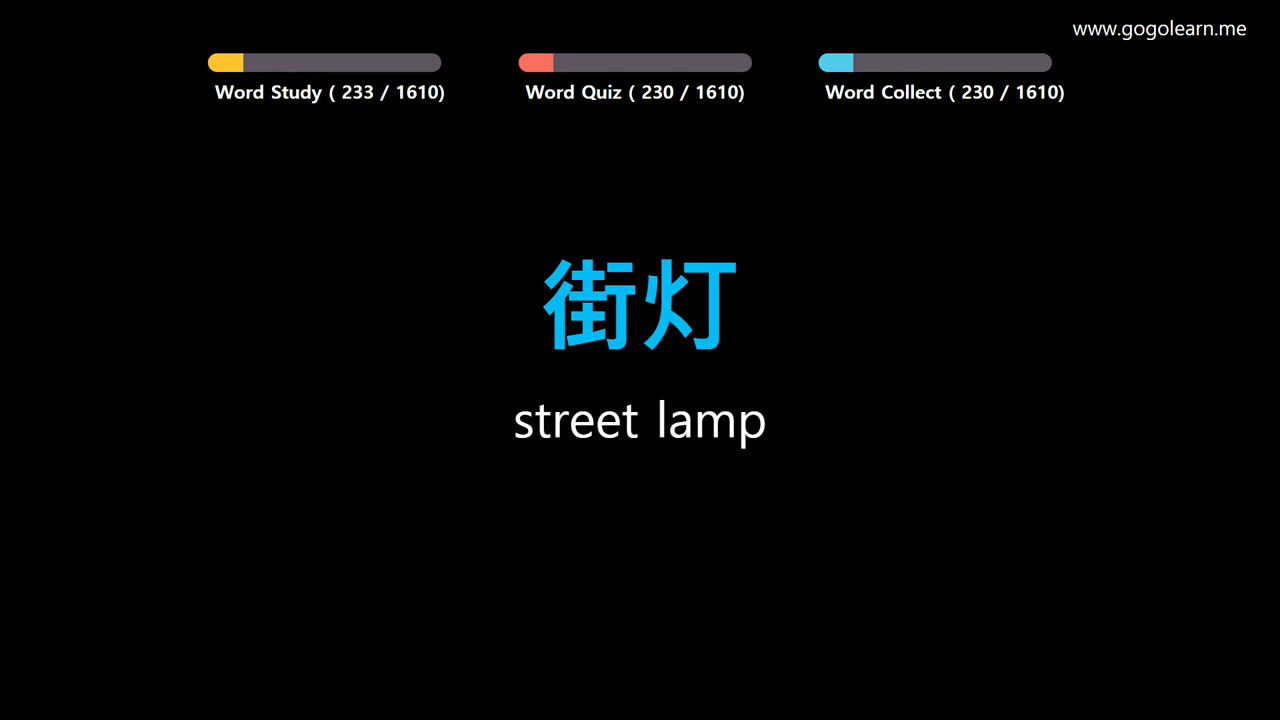 www.gogolearn.me
Word Study ( 233 / 1610)
Word Quiz ( 230 / 1610)
Word Collect ( 230 / 1610)
街灯
street lamp